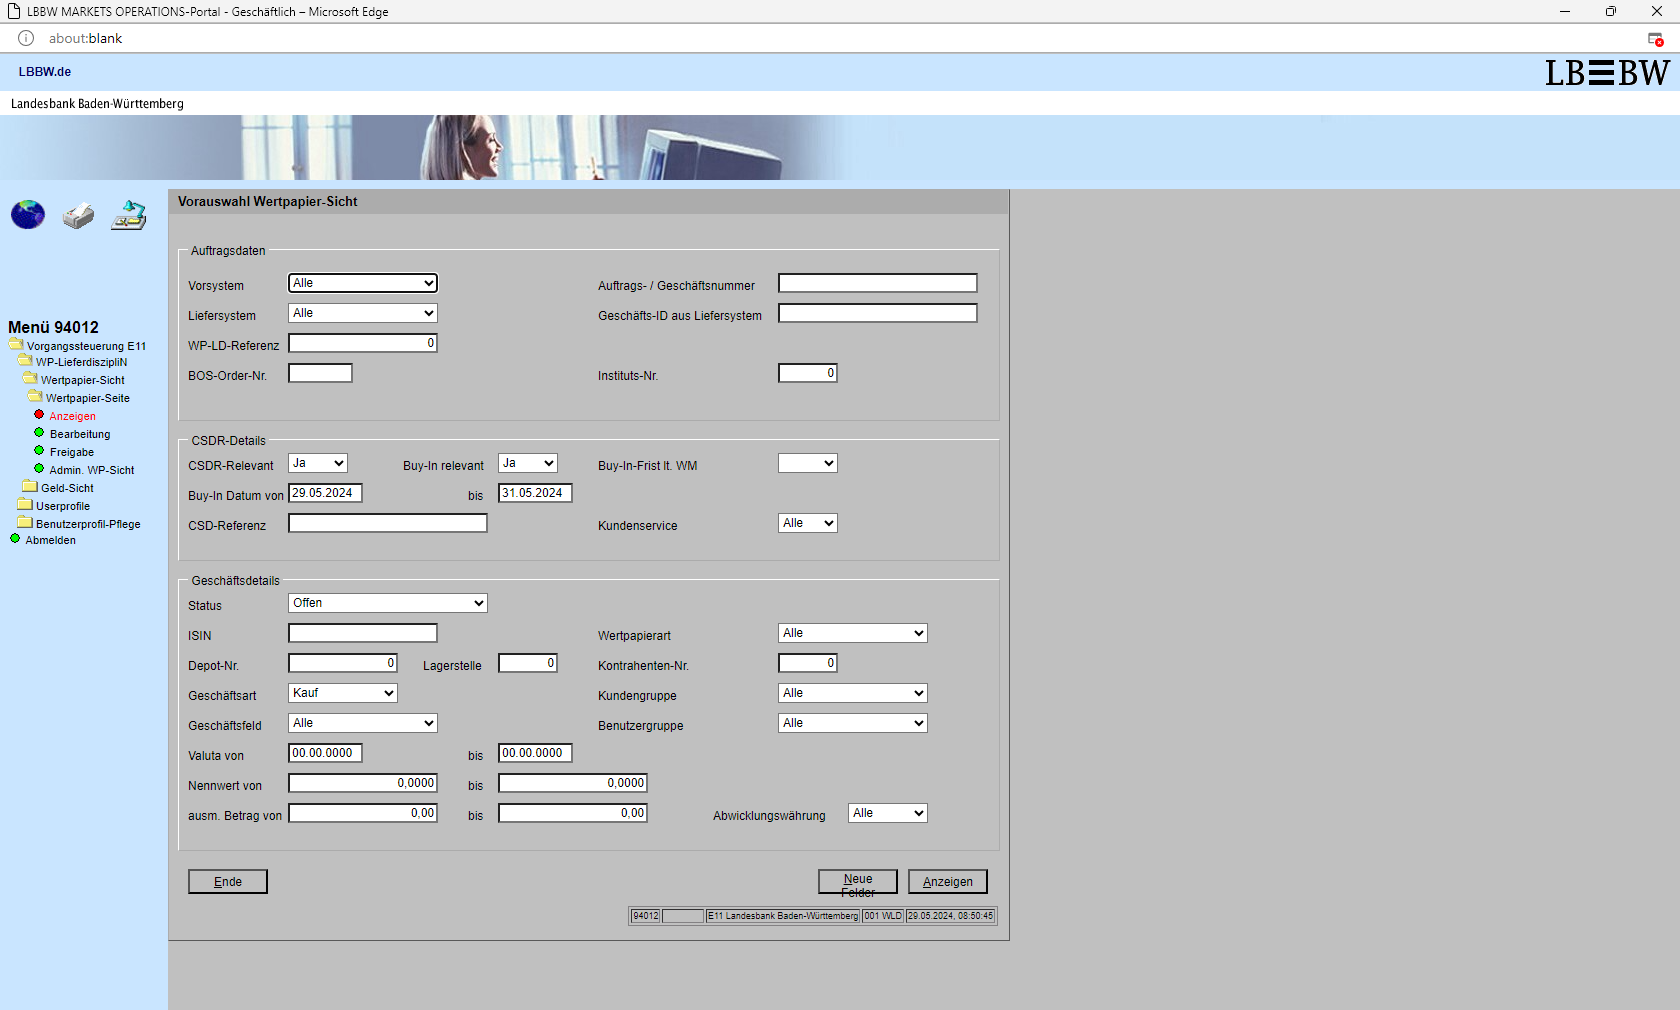 LBBW MARKETS OPERATIONS-Portal - Geschäftlich – Microsoft Edge
about:blank
LBBW.de
LB BW
Landesbank Baden-Württemberg
Menü 94012
Vorgangssteuerung E11
WP-LieferdiszipliN
Wertpapier-Sicht
Wertpapier-Seite
Anzeigen
Bearbeitung
Freigabe
Admin. WP-Sicht
Geld-Sicht
Userprofile
Benutzerprofil-Pflege
Abmelden
Vorauswahl Wertpapier-Sicht
Auftragsdaten
Vorsystem Alle Auftrags- / Geschäftsnummer
Liefersystem Alle Geschäfts-ID aus Liefersystem
WP-LD-Referenz 0
BOS-Order-Nr. Instituts-Nr. 0
CSDR-Details
CSDR-Relevant Ja Buy-In relevant Ja Buy-In-Frist lt. WM
Buy-In Datum von 29.05.2024 bis 31.05.2024
CSD-Referenz Kundenservice Alle
Geschäftsdetails
Status Offen
ISIN Wertpapierart Alle
Depot-Nr. 0 Lagerstelle 0 Kontrahenten-Nr. 0
Geschäftsart Kauf Kundengruppe Alle
Geschäftsfeld Alle Benutzergruppe Alle
Valuta von 00.00.0000 bis 00.00.0000
Nennwert von 0,0000 bis 0,0000
ausm. Betrag von 0,00 bis 0,00 Abwicklungswährung Alle
Ende Neue Felder Anzeigen
94012 E11 Landesbank Baden-Württemberg 001 WLD 29.05.2024, 08:50:45